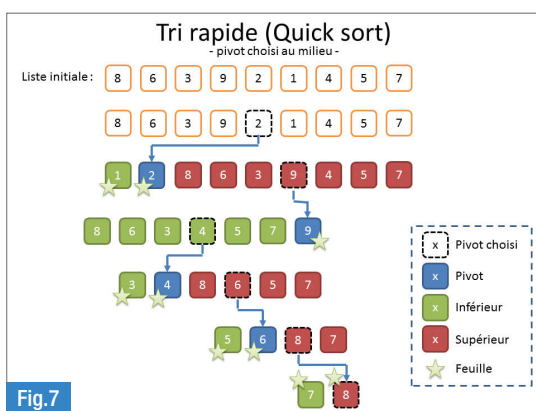 Tri rapide (Quick sort)
- pivot choisi au milieu -
Liste initiale : 8 6 3 9 2 1 4 5 7
8 6 3 9 2 1 4 5 7
1 2 8 6 3 9 4 5 7
8 6 3 4 5 7 9
3 4 8 6 5 7
5 6 8 7
7 8
x Pivot choisi
x Pivot
x Inférieur
x Supérieur
Feuille
Fig.7